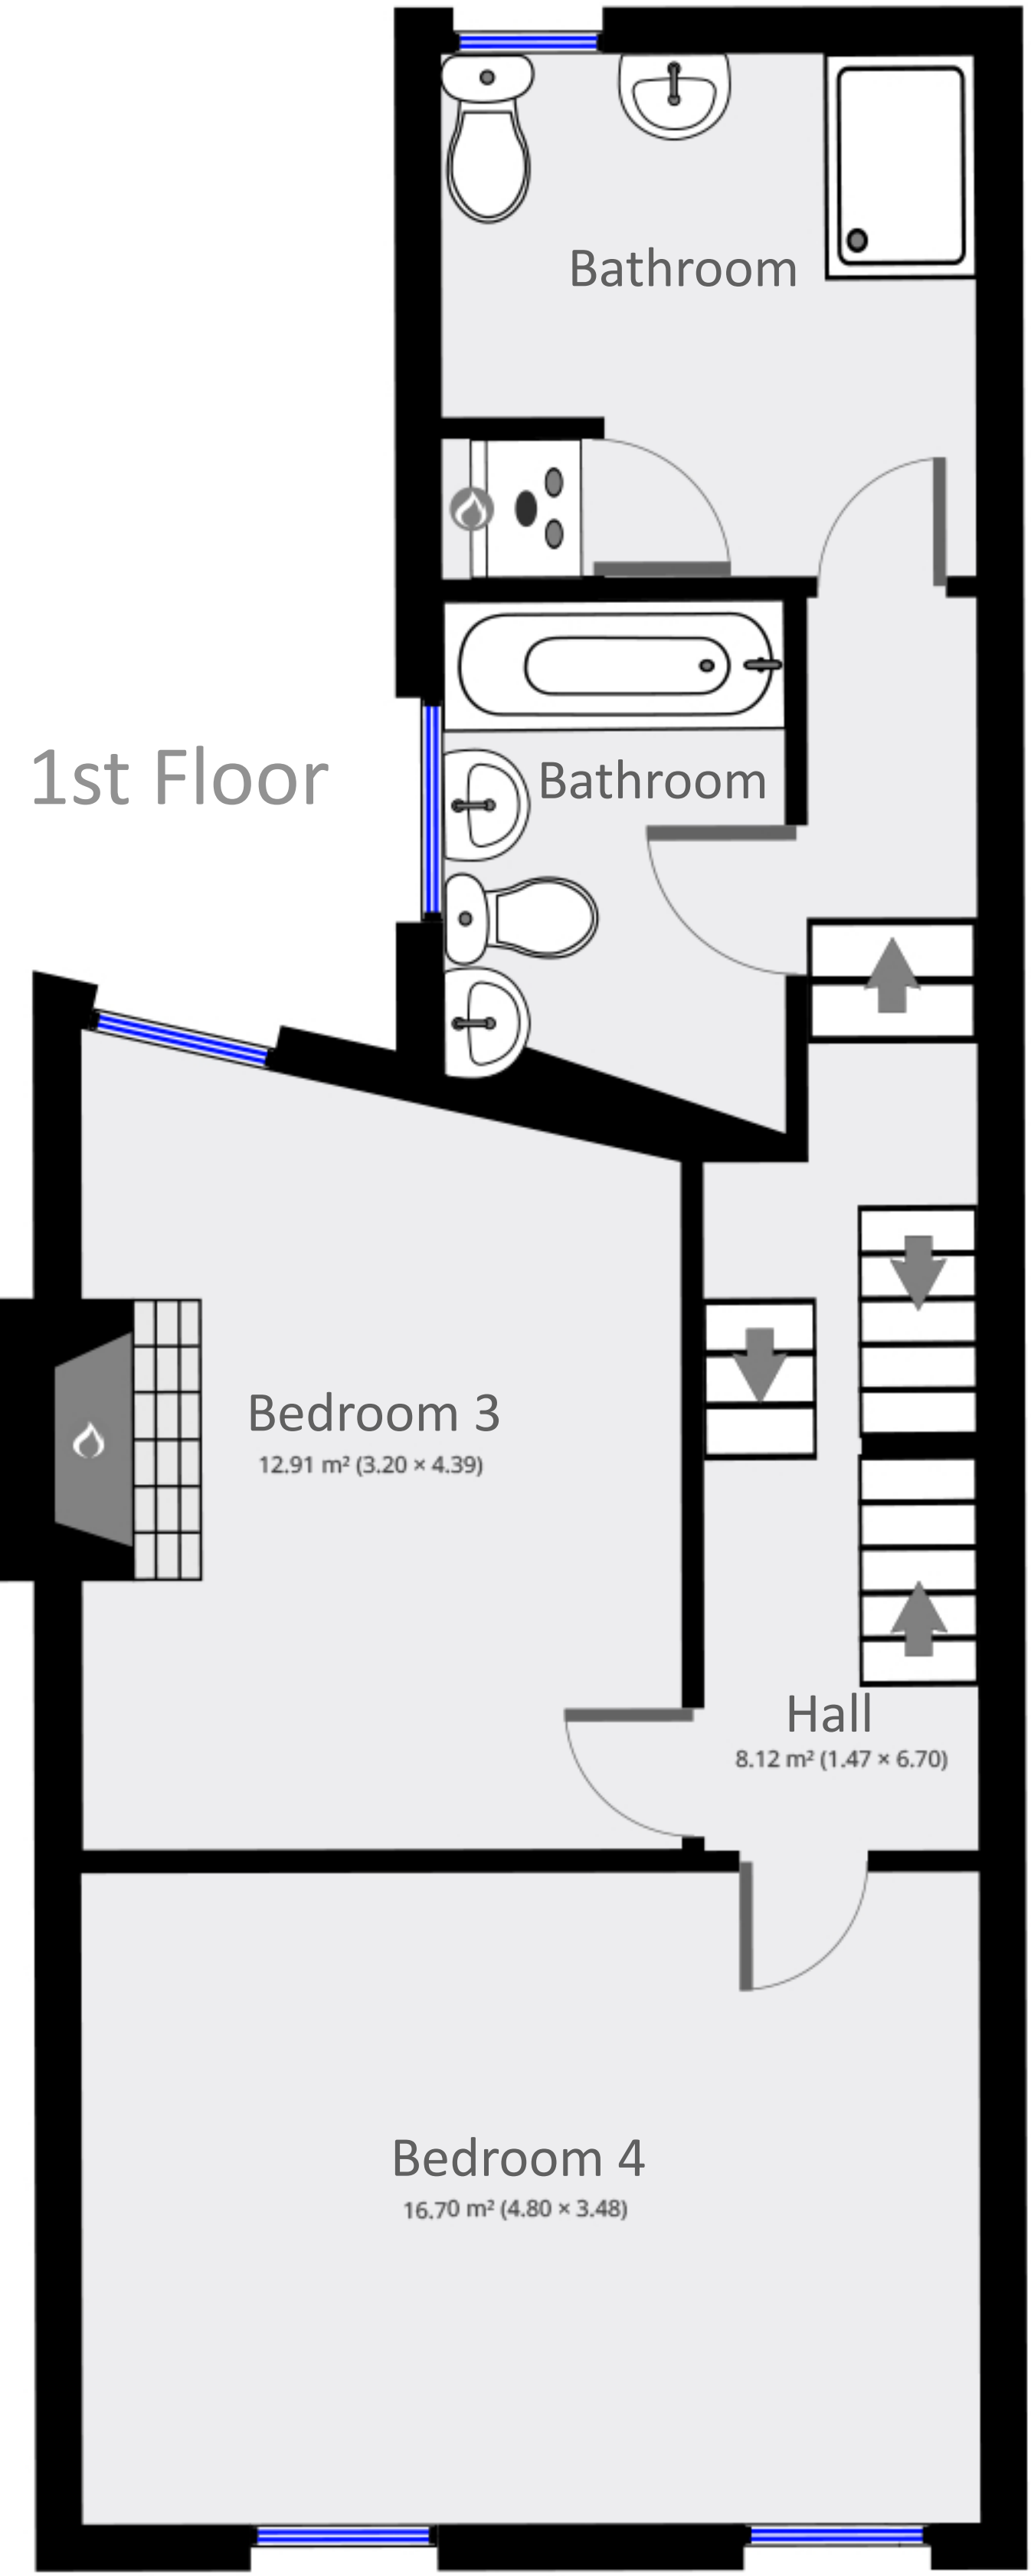 Bathroom
1st Floor
Bathroom
Bedroom 3
12.91 m² (3.20 × 4.39)
Hall
8.12 m² (1.47 × 6.70)
Bedroom 4
16.70 m² (4.80 × 3.48)